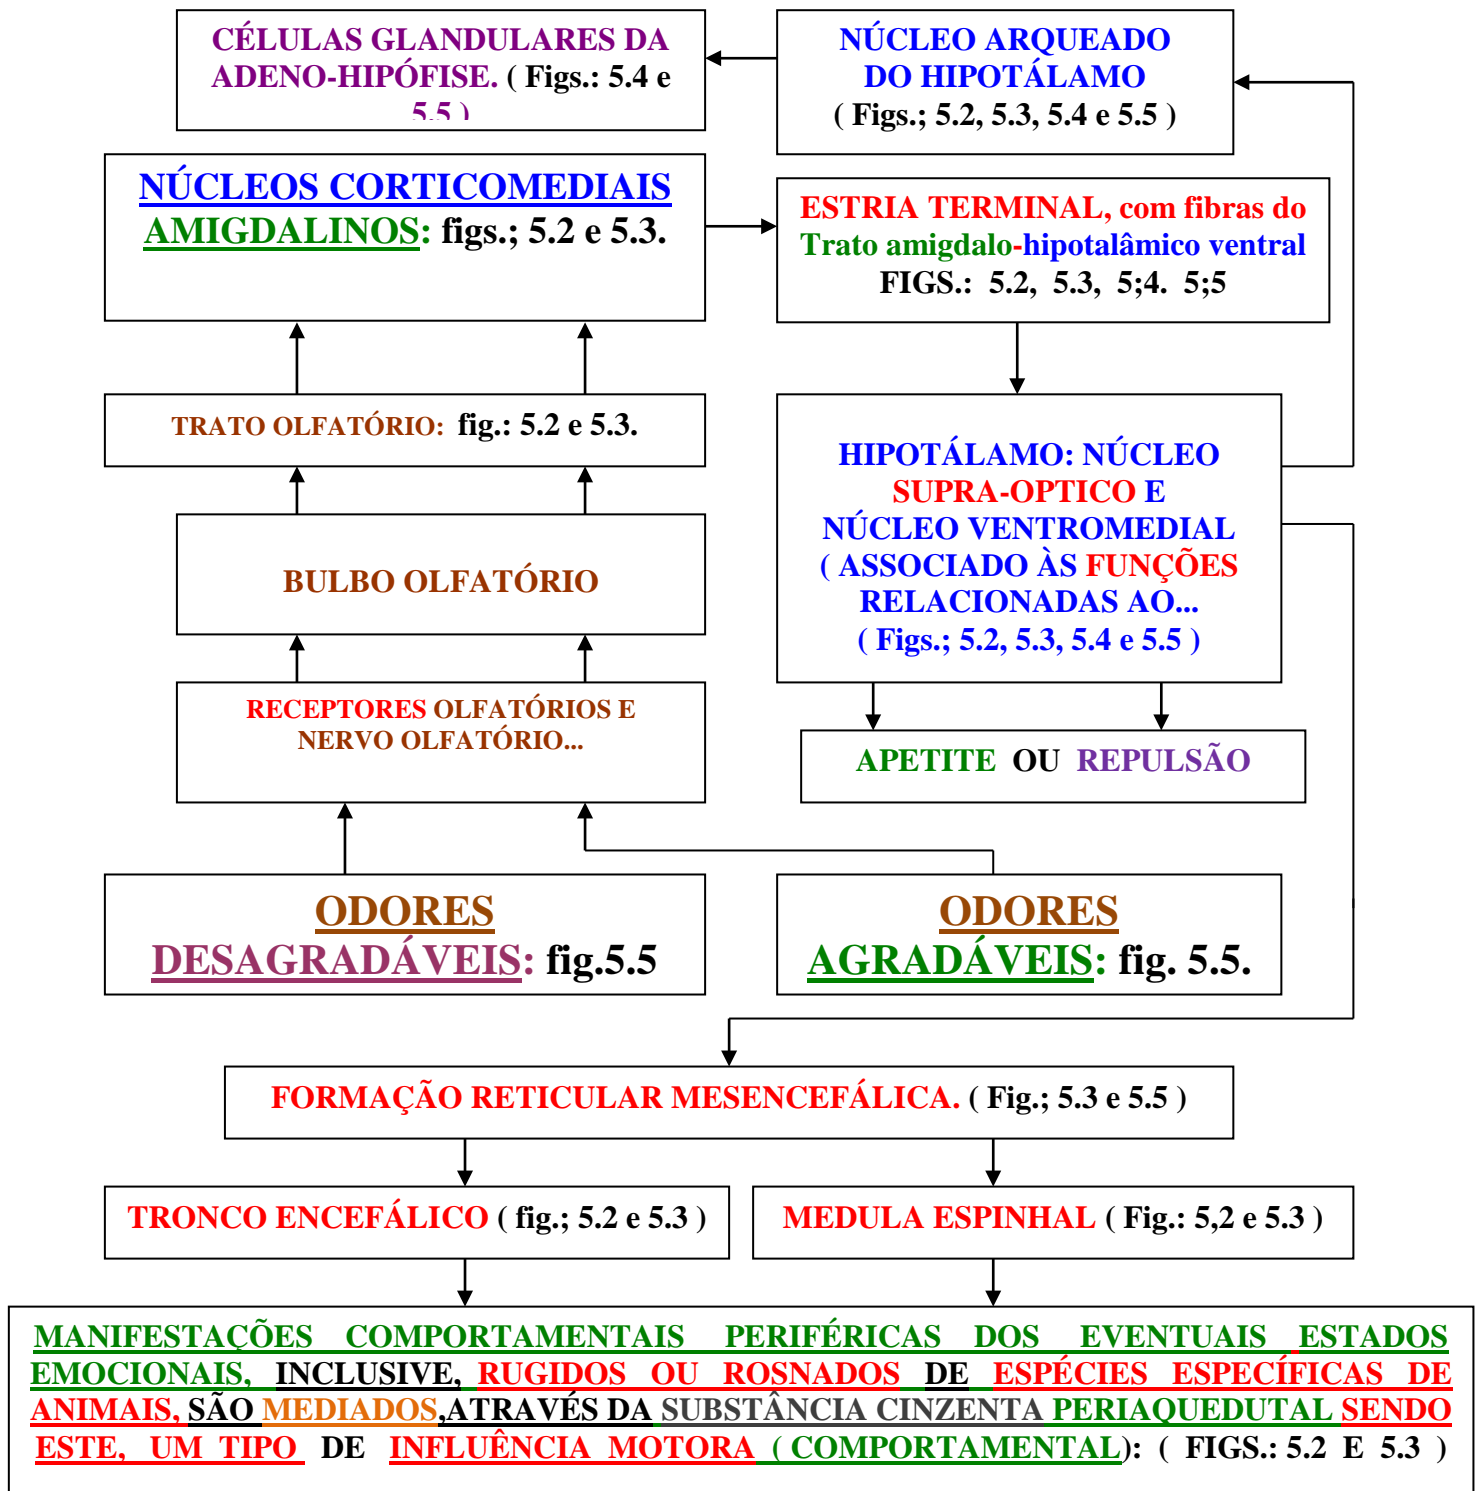 CÉLULAS GLANDULARES DA
ADENO-HIPÓFISE. ( Figs.: 5.4 e
5.5 )
NÚCLEO ARQUEADO
DO HIPOTÁLAMO
( Figs.; 5.2, 5.3, 5.4 e 5.5 )
NÚCLEOS CORTICOMEDIAIS
AMIGDALINOS: figs.; 5.2 e 5.3.
ESTRIA TERMINAL, com fibras do
Trato amigdalo-hipotalâmico ventral
FIGS.: 5.2, 5.3, 5;4. 5;5
TRATO OLFATÓRIO: fig.: 5.2 e 5.3.
HIPOTÁLAMO: NÚCLEO
SUPRA-OPTICO E
NÚCLEO VENTROMEDIAL
( ASSOCIADO ÀS FUNÇÕES
RELACIONADAS AO...
( Figs.; 5.2, 5.3, 5.4 e 5.5 )
BULBO OLFATÓRIO
RECEPTORES OLFATÓRIOS E
NERVO OLFATÓRIO...
APETITE OU REPULSÃO
ODORES
DESAGRADÁVEIS: fig.5.5
ODORES
AGRADÁVEIS: fig. 5.5.
FORMAÇÃO RETICULAR MESENCEFÁLICA. ( Fig.; 5.3 e 5.5 )
TRONCO ENCEFÁLICO ( fig.; 5.2 e 5.3 )
MEDULA ESPINHAL ( Fig.: 5,2 e 5.3 )
MANIFESTAÇÕES COMPORTAMENTAIS PERIFÉRICAS DOS EVENTUAIS ESTADOS
EMOCIONAIS, INCLUSIVE, RUGIDOS OU ROSNADOS DE ESPÉCIES ESPECÍFICAS DE
ANIMAIS, SÃO MEDIADOS,ATRAVÉS DA SUBSTÂNCIA CINZENTA PERIAQUEDUTAL SENDO
ESTE, UM TIPO DE INFLUÊNCIA MOTORA ( COMPORTAMENTAL): ( FIGS.: 5.2 E 5.3 )